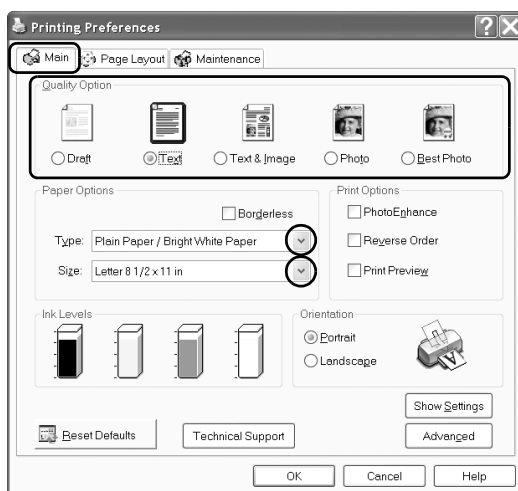 Printing Preferences
Main Page Layout Maintenance
Quality Option
Draft Text Text & Image Photo Best Photo
Paper Options
Print Options
Borderless
PhotoEnhance
Type: Plain Paper / Bright White Paper
Reverse Order
Size: Letter 8 1/2 x 11 in
Print Preview
Ink Levels
Orientation
Portrait
Landscape
A
Show Settings
Reset Defaults Technical Support Advanced
OK Cancel Help